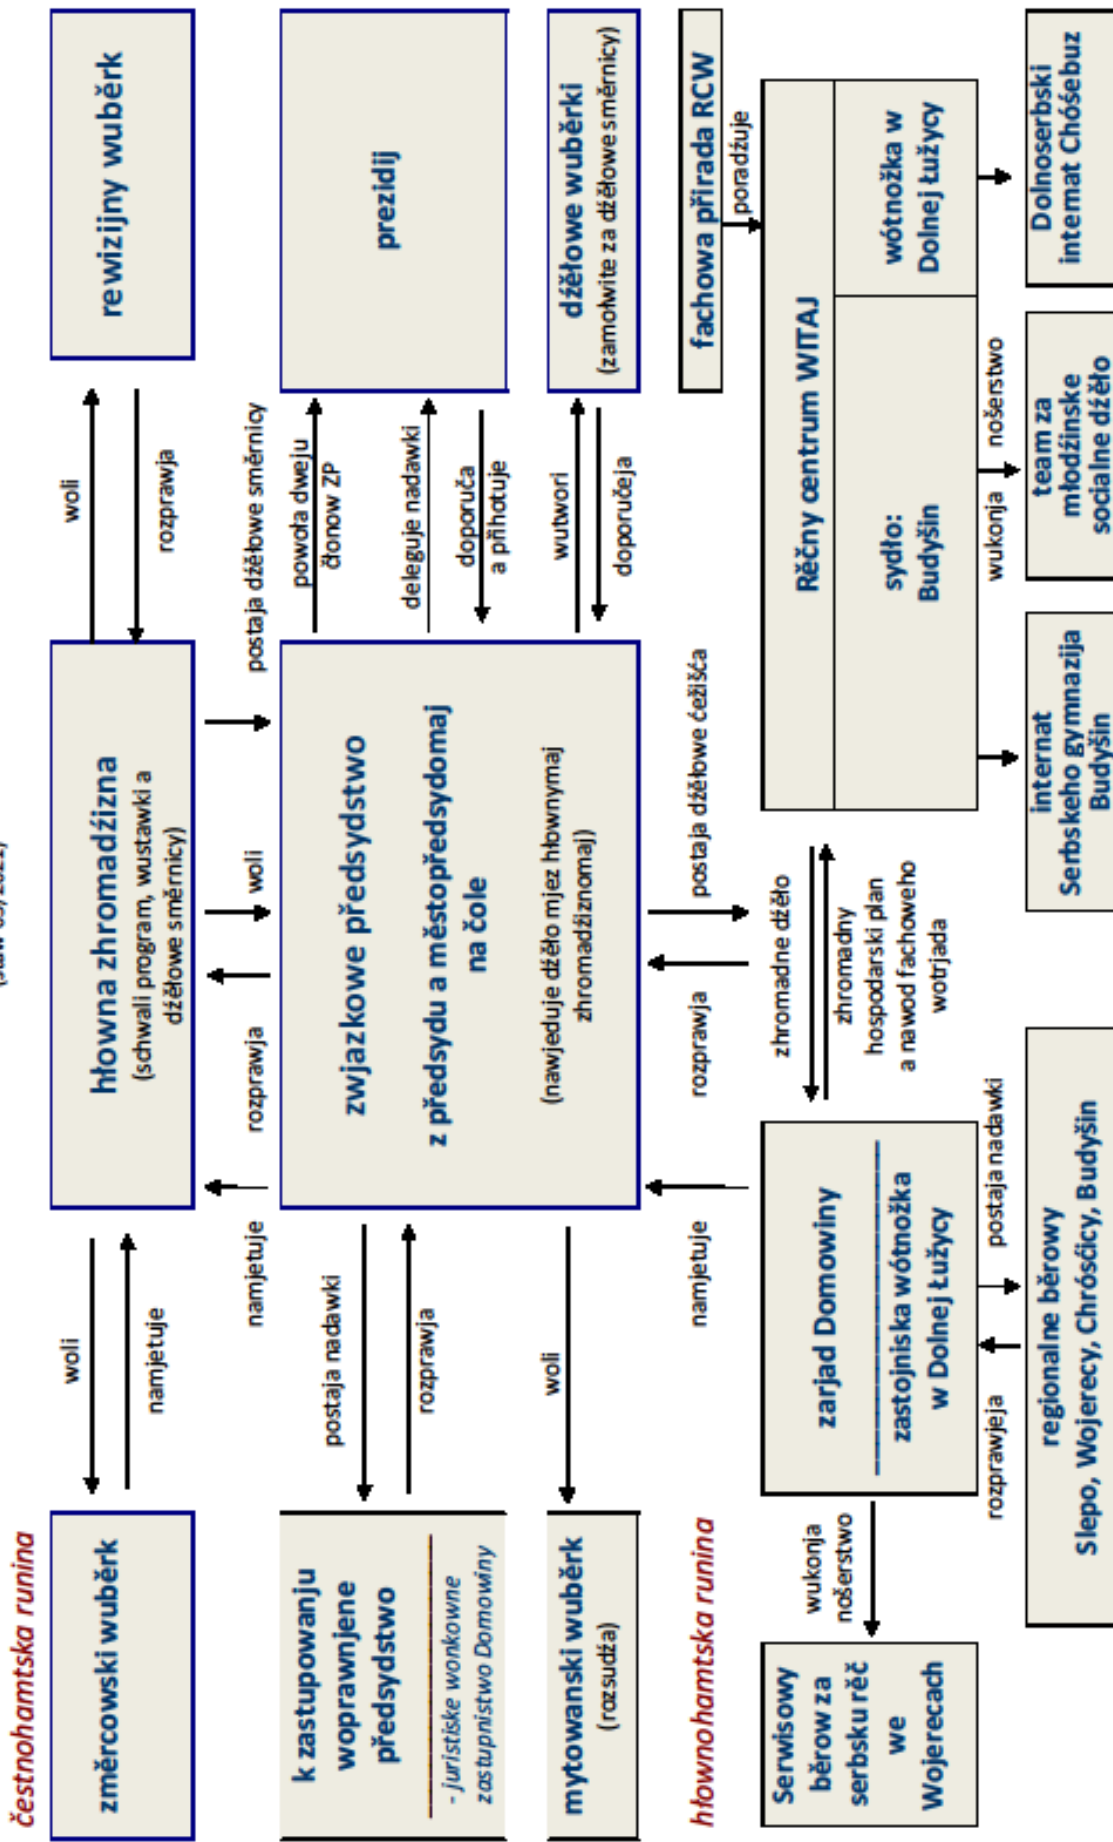 čestnohamtska runina
změrcowski wuběrk
woli
namjetuje
hłowna zhromadźizna
(schwali program, wustawki a
dźěłowe směrnicy)
woli
rozprawja
rewizijny wuběrk
namjetuje
rozprawja
woli
postaja dźěłowe směrnicy
k zastupowanju
woprawnjene
předsydstwo
- juristiske wonkowne
zastupnistwo Domowiny
postaja nadawki
rozprawja
zwjazkowe předsydstwo
z předsydu a městopředsydomaj
na čole
(nawjeduje dźěło mjez hłownymaj
zhromadźiznomaj)
powoła dweju
członow ZP
deleguje nadawki
doporuča
a přihotuje
prezidij
mytowanski wuběrk
(rozsudźa)
woli
wutwori
doporučeja
dźěłowe wuběrki
(zamołwite za dźěłowe směrnicy)
hłownohamtska runina
namjetuje
rozprawja
postaja dźěłowe ćežišća
fachowa přirada RCW
poradźuje
Serwisowy
běrow za
serbsku rěč
we
Wojerecach
wukonja
nošerstwo
zarjad Domowiny
zastojniska wótnožka
w Dolnej Łužycy
zhromadne dźěło
zhromadny
hospodarski plan
a nawod fachoweho
wotrjada
Rěčny centrum WITAJ
sydło:
Budyšin
wótnožka w
Dolnej Łužycy
rozprawjeja
postaja nadawki
wukonja
nošerstwo
regionalne běrowy
Slepo, Wojerecy, Chrósćicy, Budyšin
internat
Serbskeho gymnazija
Budyšin
team za
młodźinske
socialne dźěło
Dolnoserbski
internat Chóśebuz